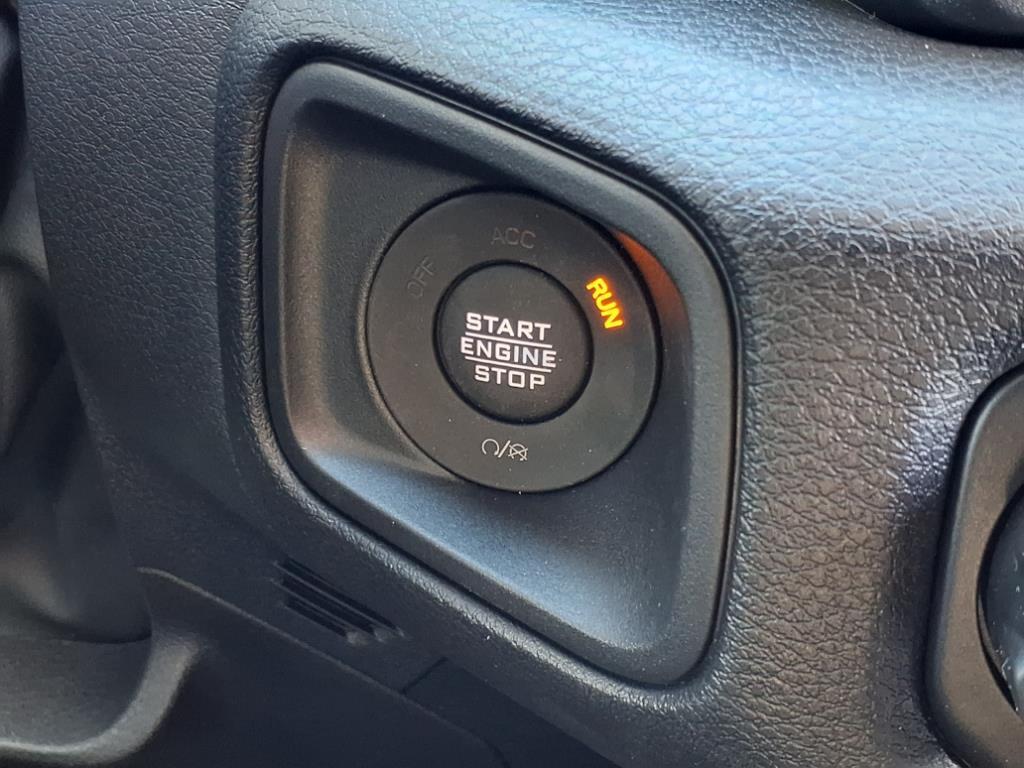 ACC
OFF
RUN
START
ENGINE
STOP